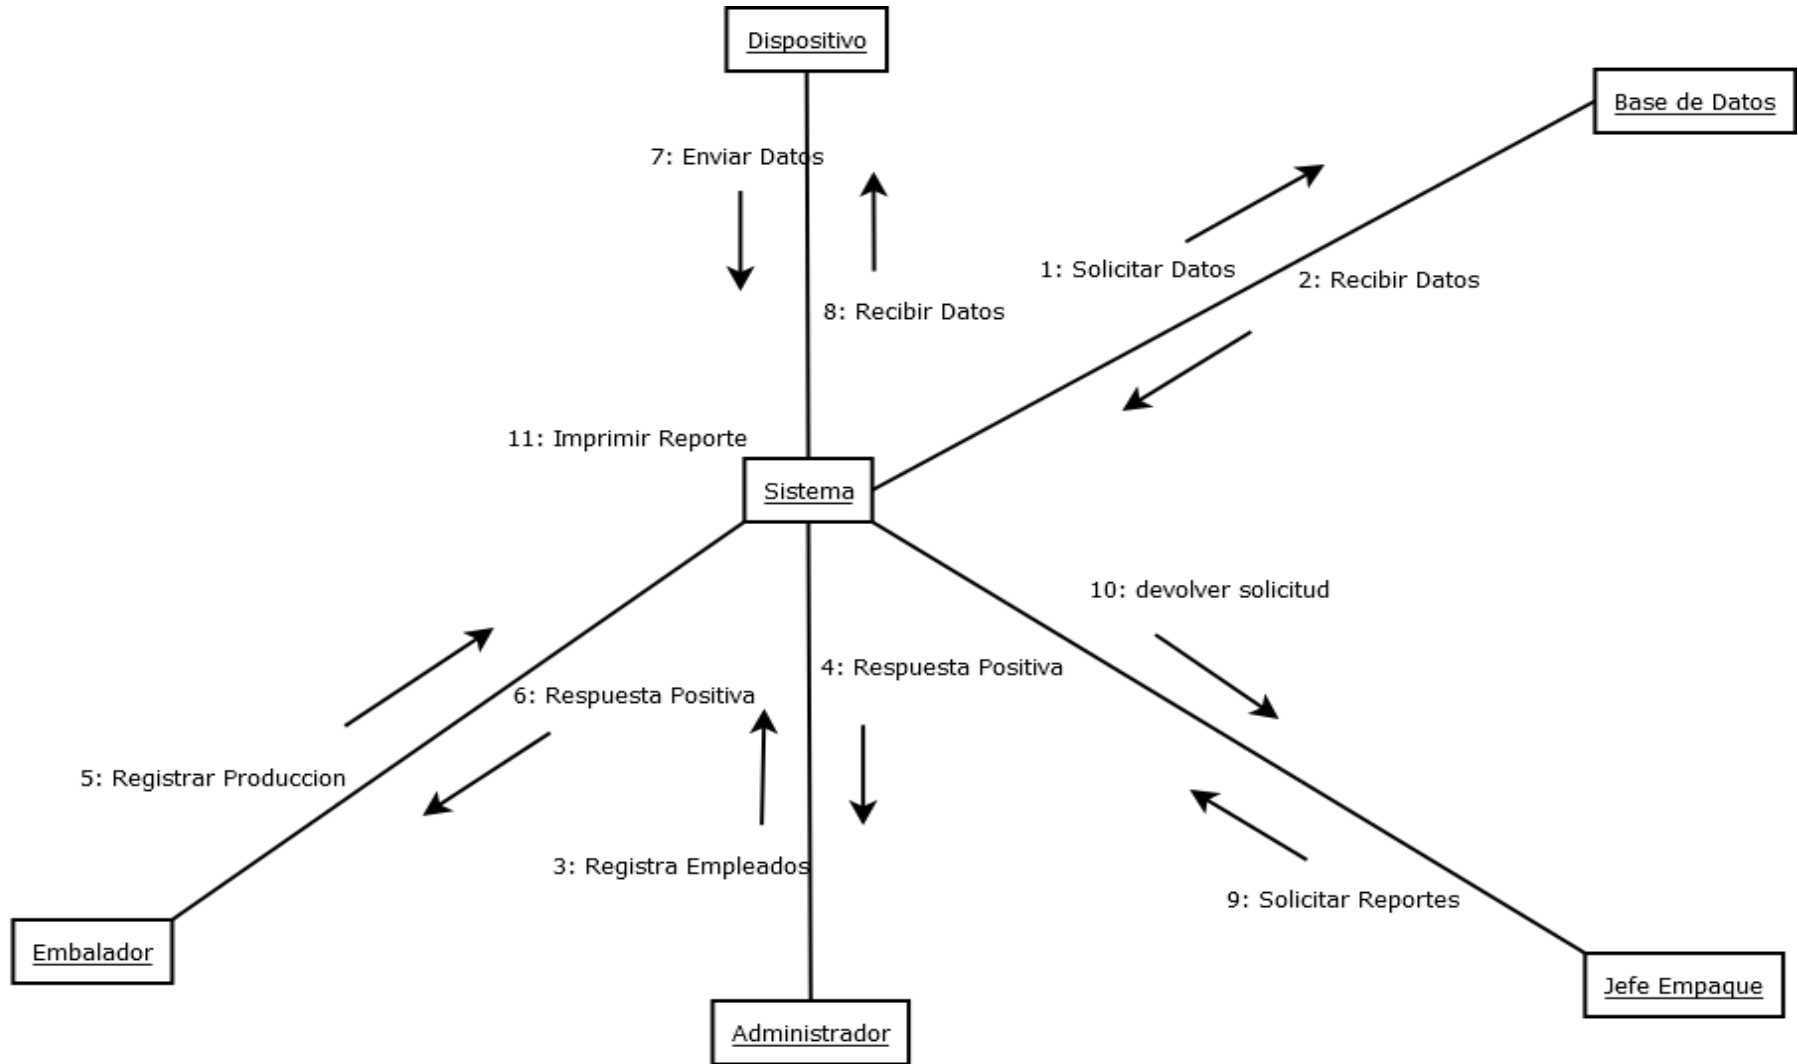 Dispositivo
Base de Datos
7: Enviar Datos
1: Solicitar Datos
2: Recibir Datos
8: Recibir Datos
11: Imprimir Reporte
Sistema
10: devolver solicitud
4: Respuesta Positiva
6: Respuesta Positiva
5: Registrar Produccion
3: Registra Empleados
9: Solicitar Reportes
Embalador
Jefe Empaque
Administrador